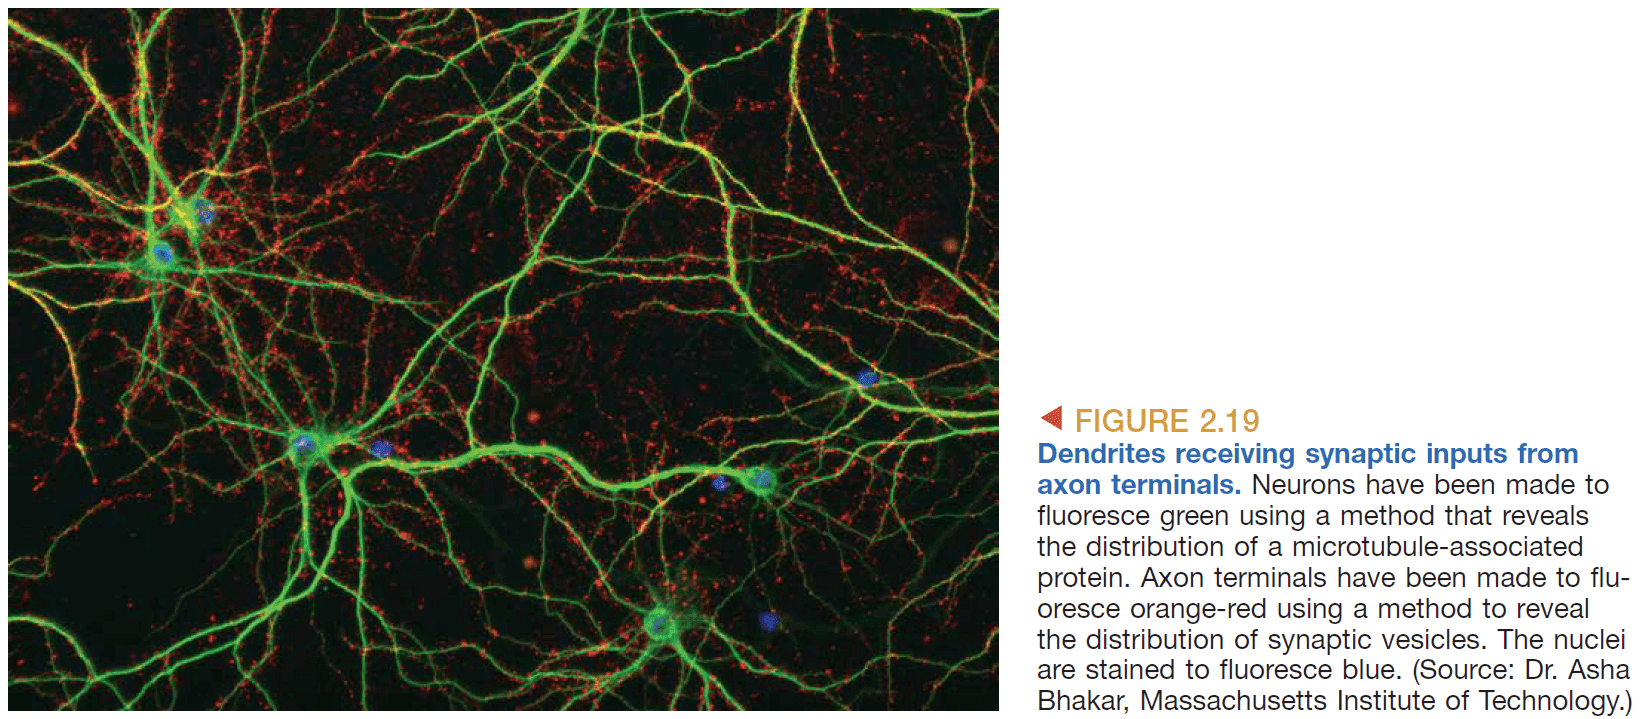 FIGURE 2.19
Dendrites receiving synaptic inputs from
axon terminals. Neurons have been made to
fluoresce green using a method that reveals
the distribution of a microtubule-associated
protein. Axon terminals have been made to flu-
oresce orange-red using a method to reveal
the distribution of synaptic vesicles. The nuclei
are stained to fluoresce blue. (Source: Dr. Asha
Bhakar, Massachusetts Institute of Technology.)